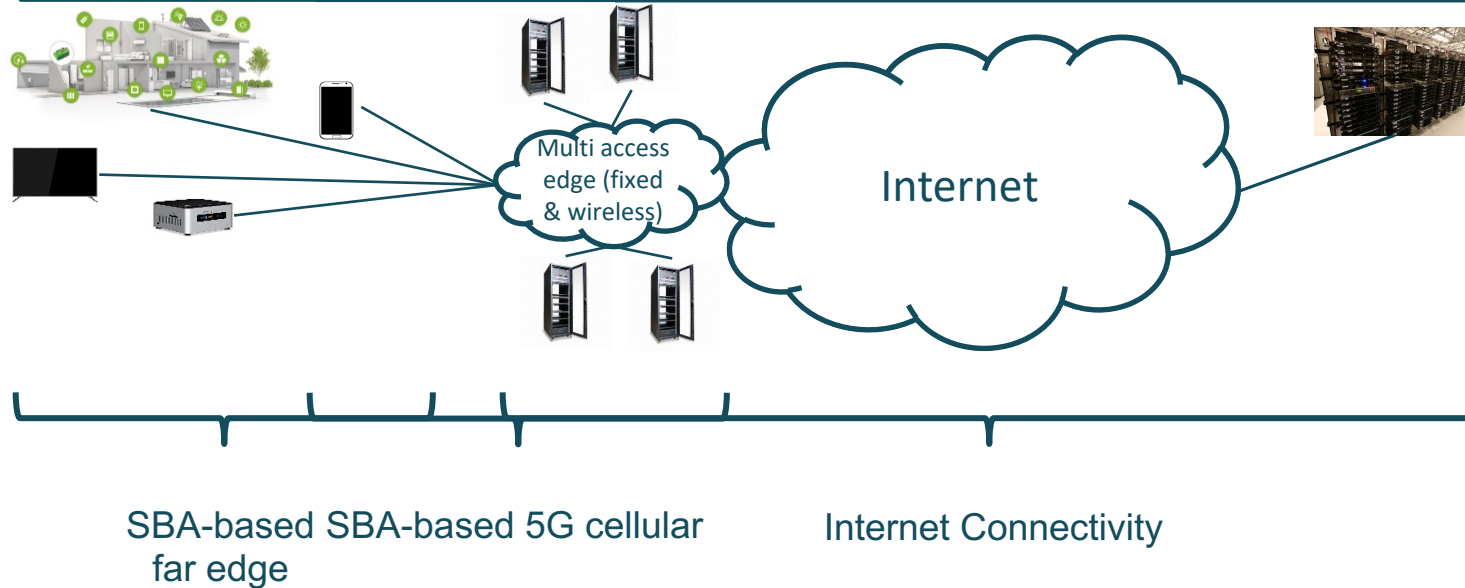 Multi access
edge (fixed
& wireless)
Internet
SBA-based SBA-based 5G cellular
far edge
Internet Connectivity